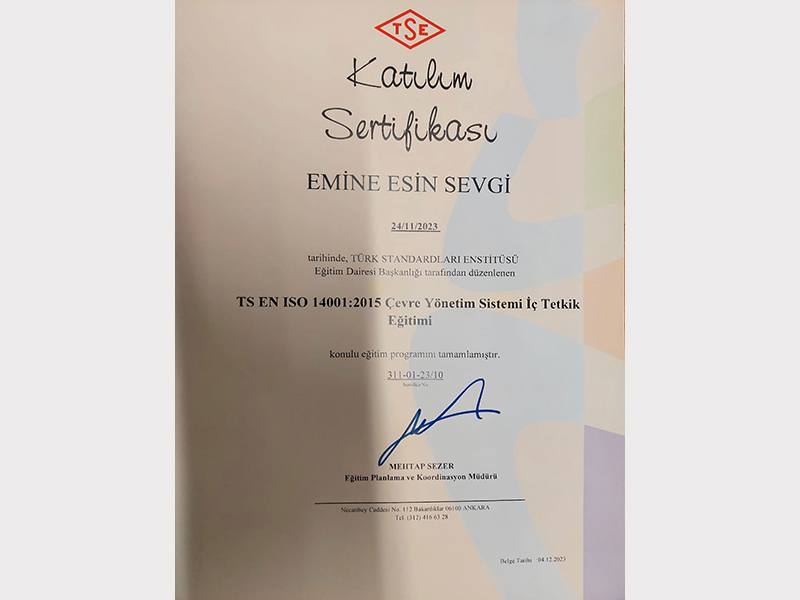 TSE
Katılım
Sertifikası
EMİNE ESİN SEVGİ
24/11/2023
tarihinde, TÜRK STANDARDLARI ENSTİTÜSÜ
Eğitim Dairesi Başkanlığı tarafından düzenlenen
TS EN ISO 14001:2015 Çevre Yönetim Sistemi İç Tetkik
Eğitimi
konulu eğitim programını tamamlamıştır.
311-01-23/10
Sertifika No
MEHTAP SEZER
Eğitim Planlama ve Koordinasyon Müdürü
Necatibey Caddesi No. 112 Bakanlıklar 06100 ANKARA
Tel: (312) 416 63 28
Belge Tarihi : 04.12.2023